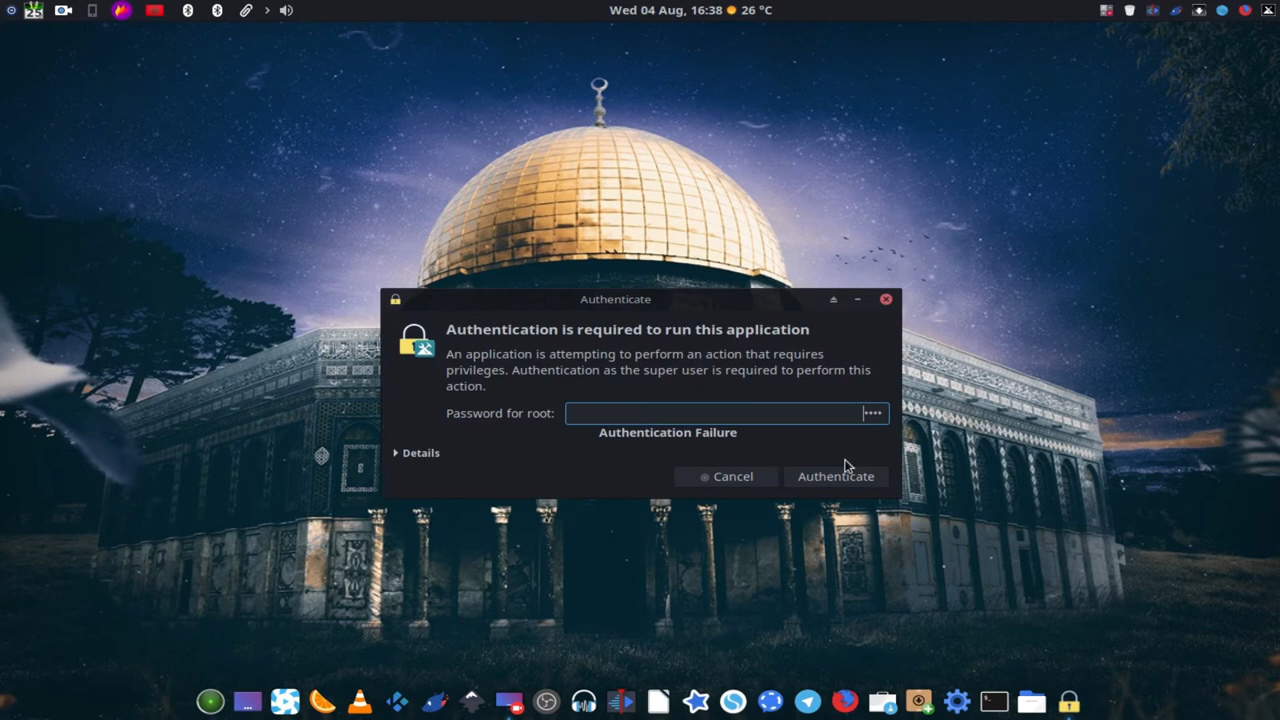 25
Wed 04 Aug, 16:38 26 °C
Authenticate
Authentication is required to run this application
An application is attempting to perform an action that requires
privileges. Authentication as the super user is required to perform this
action.
Password for root: ••••
Authentication Failure
Details
Cancel Authenticate